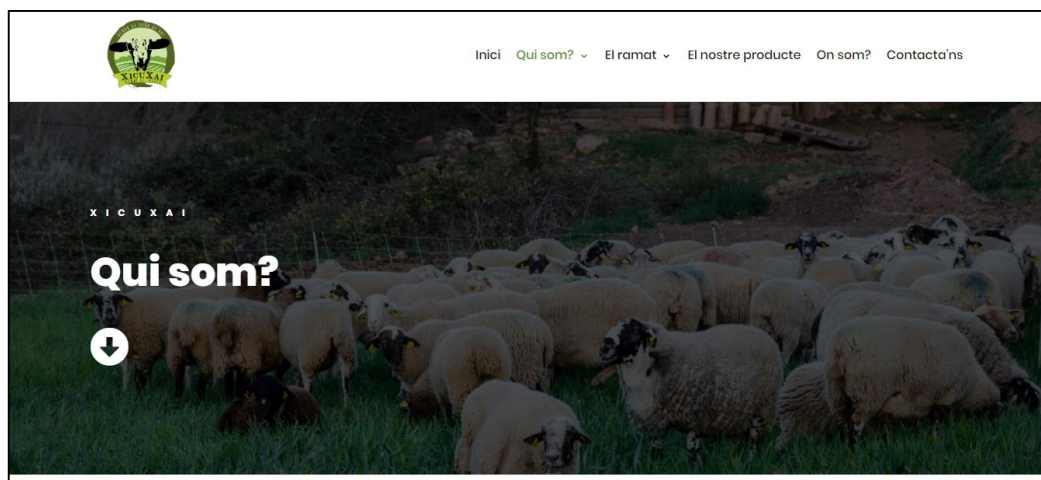 XICUXAI
Inici Qui som? El ramat El nostre producte On som? Contacta'ns
XICUXAI
Qui som?